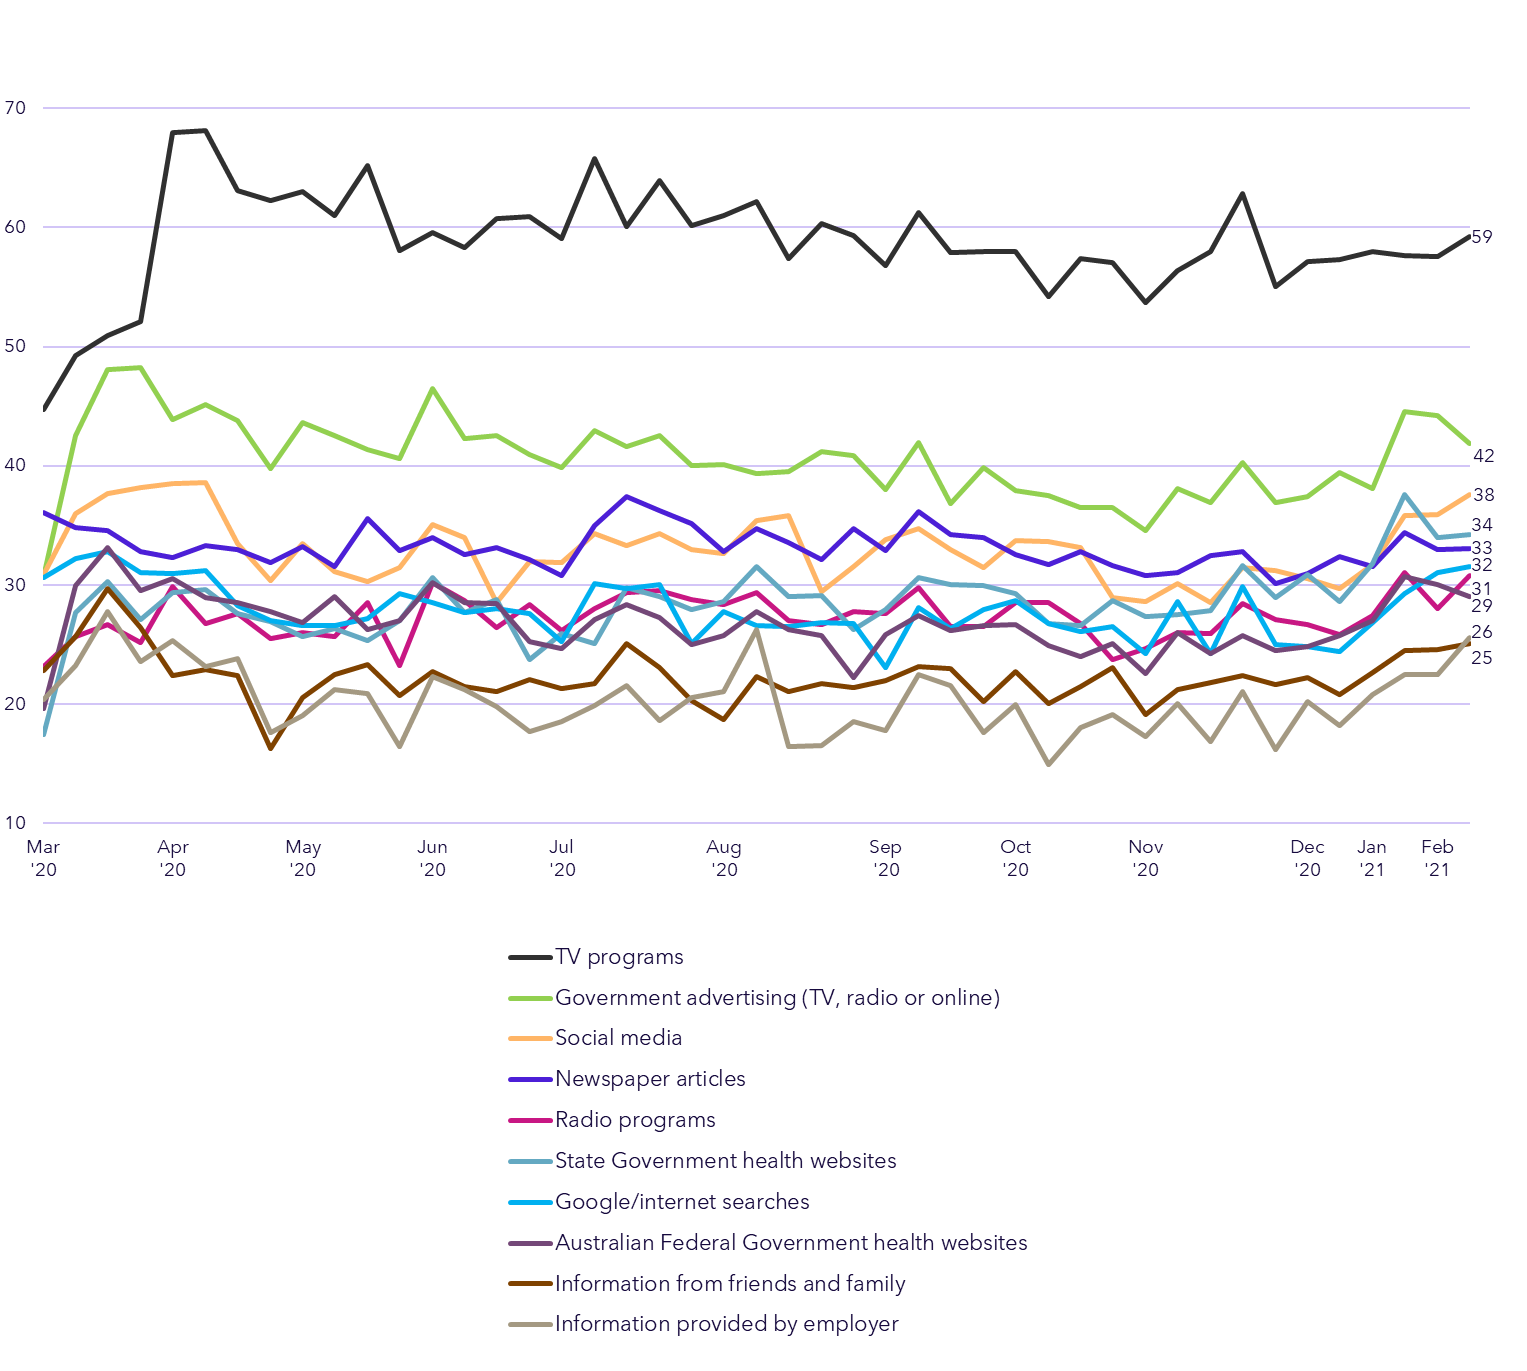 70
60
50
40
30
20
10
59
42
38
34
33
32
31
29
26
25
Mar Apr May Jun Jul Aug Sep Oct Nov Dec Jan Feb
'20 '20 '20 '20 '20 '20 '20 '20 '20 '20 '21 '21
TV programs
Government advertising (TV, radio or online)
Social media
Newspaper articles
Radio programs
State Government health websites
Google/internet searches
Australian Federal Government health websites
Information from friends and family
Information provided by employer